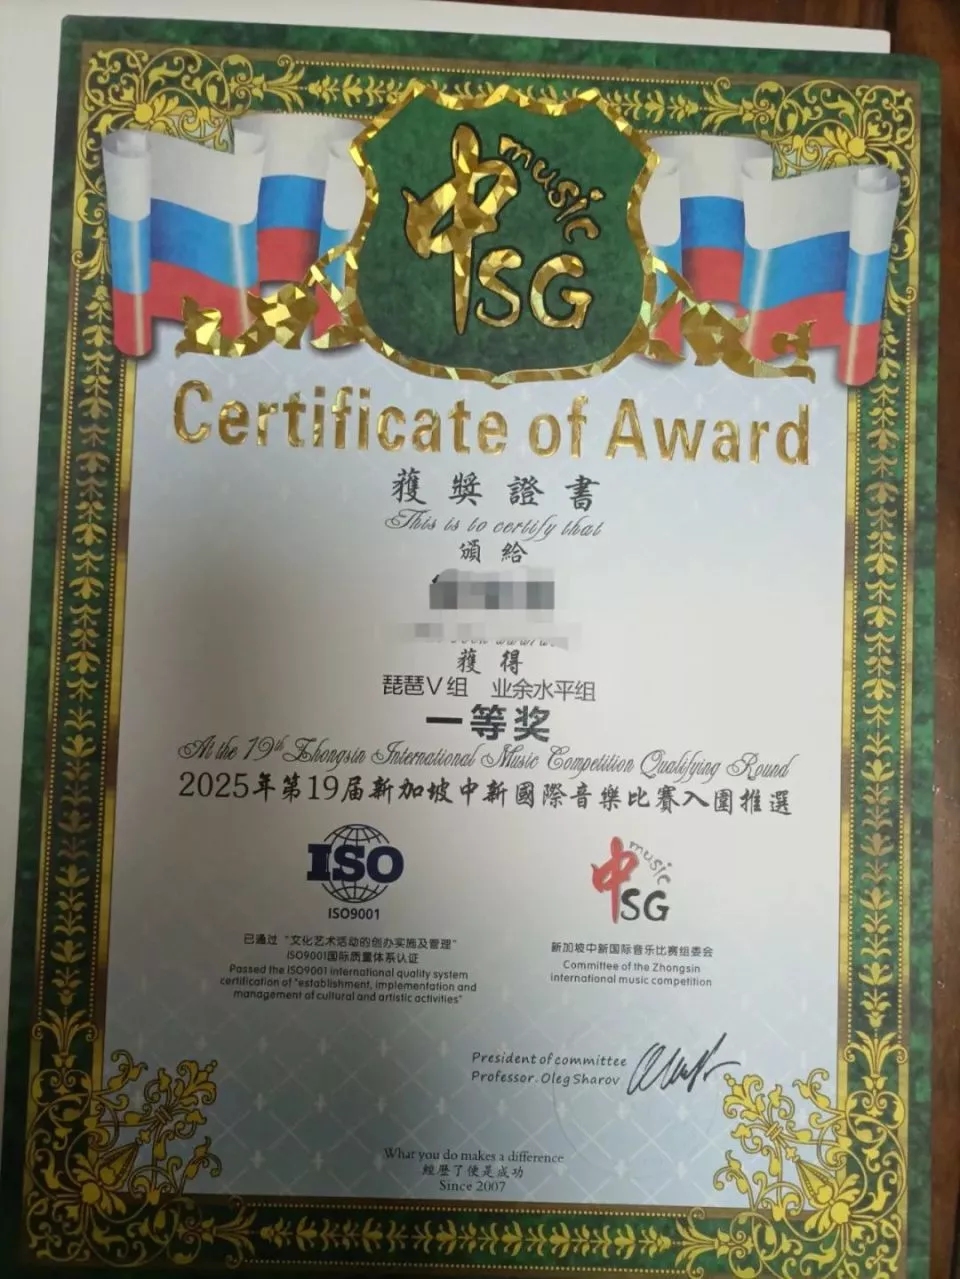 中 music SG
Certificate of Award
獲獎證書
This is to certify that
頒給
獲得
琵琶Ⅴ组 业余水平组
一等奖
At the 19th Zhongsin International Music Competition Qualifying Round
2025年第19届新加坡中新國際音樂比賽入圍推選
ISO
ISO9001
已通过“文化艺术活动的创办实施及管理”
ISO9001国际质量体系认证
Passed the ISO9001 international quality system
certification of "establishment, implementation and
management of cultural and artistic activities"
中 music SG
新加坡中新国际音乐比赛组委会
Committee of the Zhongsin
international music competition
President of committee
Professor. Oleg Sharov
What you do makes a difference
經歷了便是成功
Since 2007